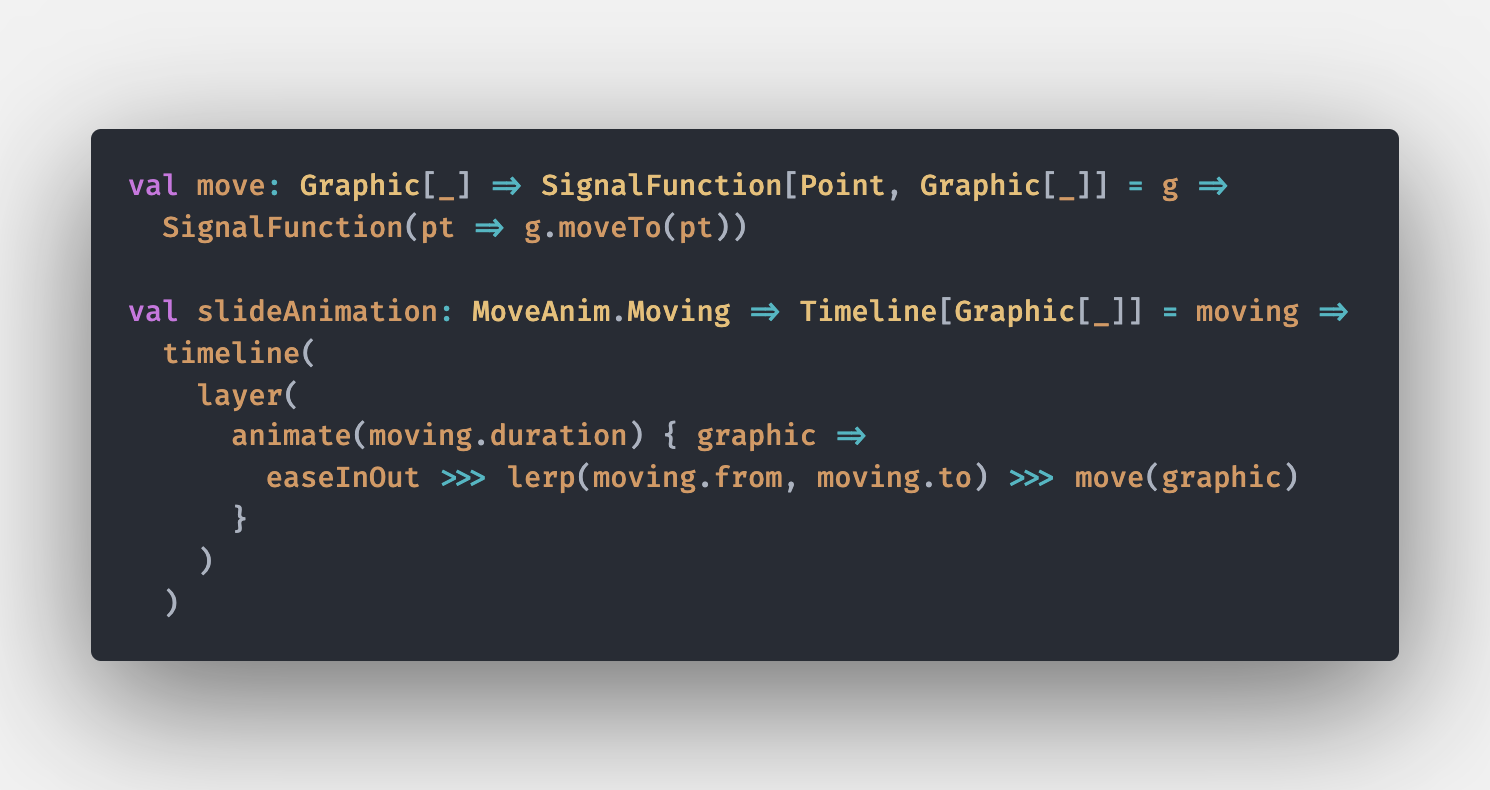 val move: Graphic[_] => SignalFunction[Point, Graphic[_]] = g =>
  SignalFunction(pt => g.moveTo(pt))

val slideAnimation: MoveAnim.Moving => Timeline[Graphic[_]] = moving =>
  timeline(
    layer(
      animate(moving.duration) { graphic =>
        easeInOut >>> lerp(moving.from, moving.to) >>> move(graphic)
      }
    )
  )